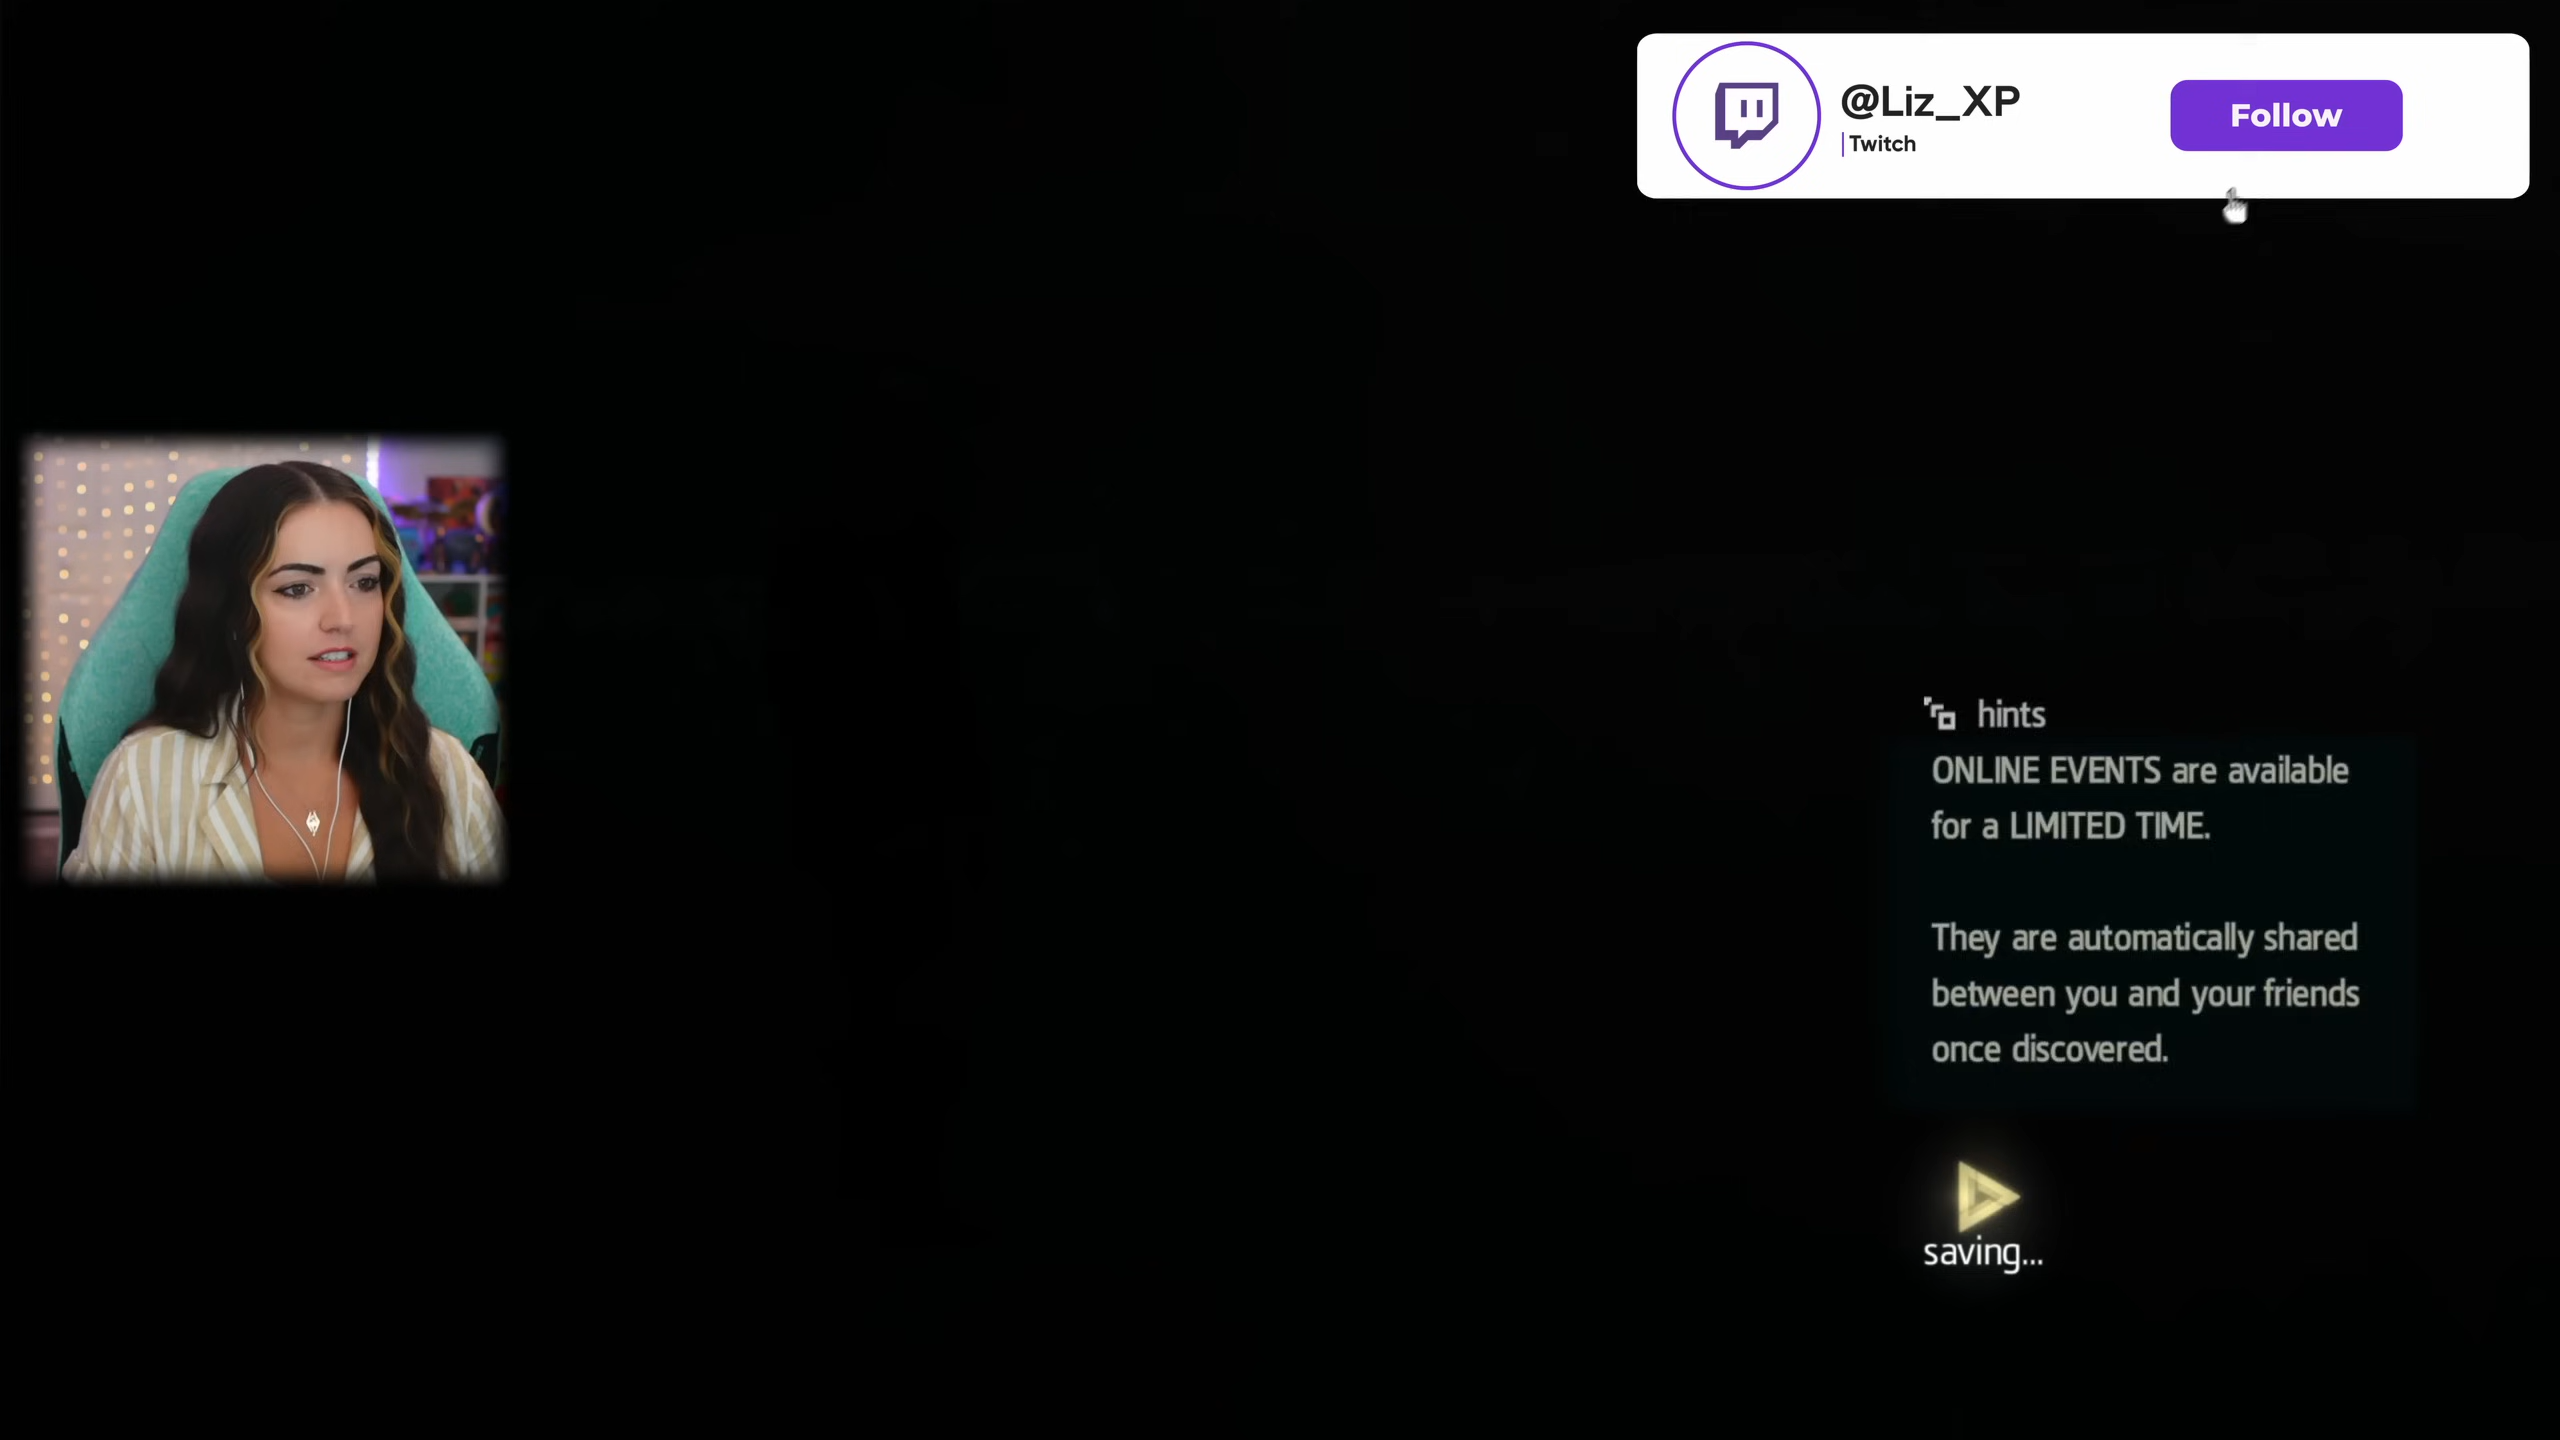 @Liz_XP
Twitch
Follow
hints
ONLINE EVENTS are available
for a LIMITED TIME.
They are automatically shared
between you and your friends
once discovered.
saving...